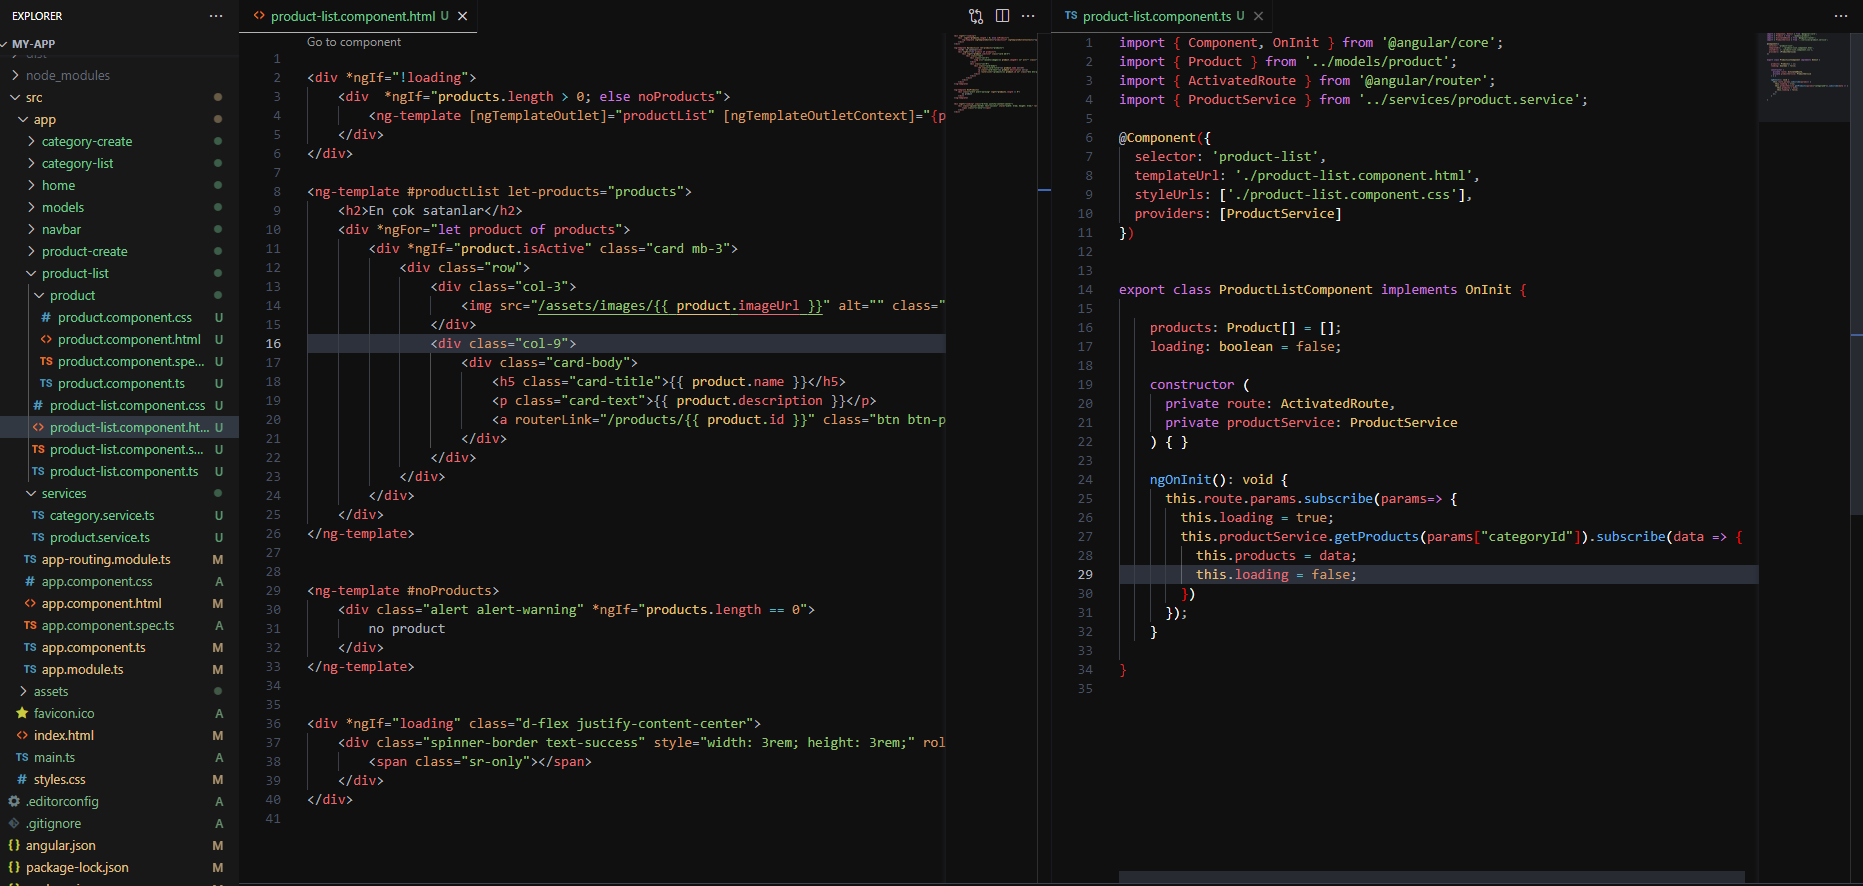 EXPLORER
MY-APP
dist
node_modules
src
app
category-create
category-list
home
models
navbar
product-create
product-list
product
# product.component.css U
<> product.component.html U
TS product.component.spe... U
TS product.component.ts U
# product-list.component.css U
<> product-list.component.ht... U
TS product-list.component.s... U
TS product-list.component.ts U
services
TS category.service.ts U
TS product.service.ts U
TS app-routing.module.ts M
# app.component.css A
<> app.component.html M
TS app.component.spec.ts A
TS app.component.ts M
TS app.module.ts M
assets
favicon.ico A
<> index.html M
TS main.ts A
# styles.css M
.editorconfig A
.gitignore A
{} angular.json M
{} package-lock.json M
<> product-list.component.html U
Go to component
1
2 <div *ngIf="!loading">
3 <div  *ngIf="products.length > 0; else noProducts">
4 <ng-template [ngTemplateOutlet]="productList" [ngTemplateOutletContext]="{p
5 </div>
6 </div>
7
8 <ng-template #productList let-products="products">
9 <h2>En çok satanlar</h2>
10 <div *ngFor="let product of products">
11 <div *ngIf="product.isActive" class="card mb-3">
12 <div class="row">
13 <div class="col-3">
14 <img src="/assets/images/{{ product.imageUrl }}" alt="" class="
15 </div>
16 <div class="col-9">
17 <div class="card-body">
18 <h5 class="card-title">{{ product.name }}</h5>
19 <p class="card-text">{{ product.description }}</p>
20 <a routerLink="/products/{{ product.id }}" class="btn btn-p
21 </div>
22 </div>
23 </div>
24 </div>
25 </div>
26 </ng-template>
27
28
29 <ng-template #noProducts>
30 <div class="alert alert-warning" *ngIf="products.length == 0">
31 no product
32 </div>
33 </ng-template>
34
35
36 <div *ngIf="loading" class="d-flex justify-content-center">
37 <div class="spinner-border text-success" style="width: 3rem; height: 3rem;" rol
38 <span class="sr-only"></span>
39 </div>
40 </div>
41
TS product-list.component.ts U
1 import { Component, OnInit } from '@angular/core';
2 import { Product } from '../models/product';
3 import { ActivatedRoute } from '@angular/router';
4 import { ProductService } from '../services/product.service';
5
6 @Component({
7 selector: 'product-list',
8 templateUrl: './product-list.component.html',
9 styleUrls: ['./product-list.component.css'],
10 providers: [ProductService]
11 })
12
13
14 export class ProductListComponent implements OnInit {
15
16 products: Product[] = [];
17 loading: boolean = false;
18
19 constructor (
20 private route: ActivatedRoute,
21 private productService: ProductService
22 ) { }
23
24 ngOnInit(): void {
25 this.route.params.subscribe(params=> {
26 this.loading = true;
27 this.productService.getProducts(params["categoryId"]).subscribe(data => {
28 this.products = data;
29 this.loading = false;
30 })
31 });
32 }
33
34 }
35